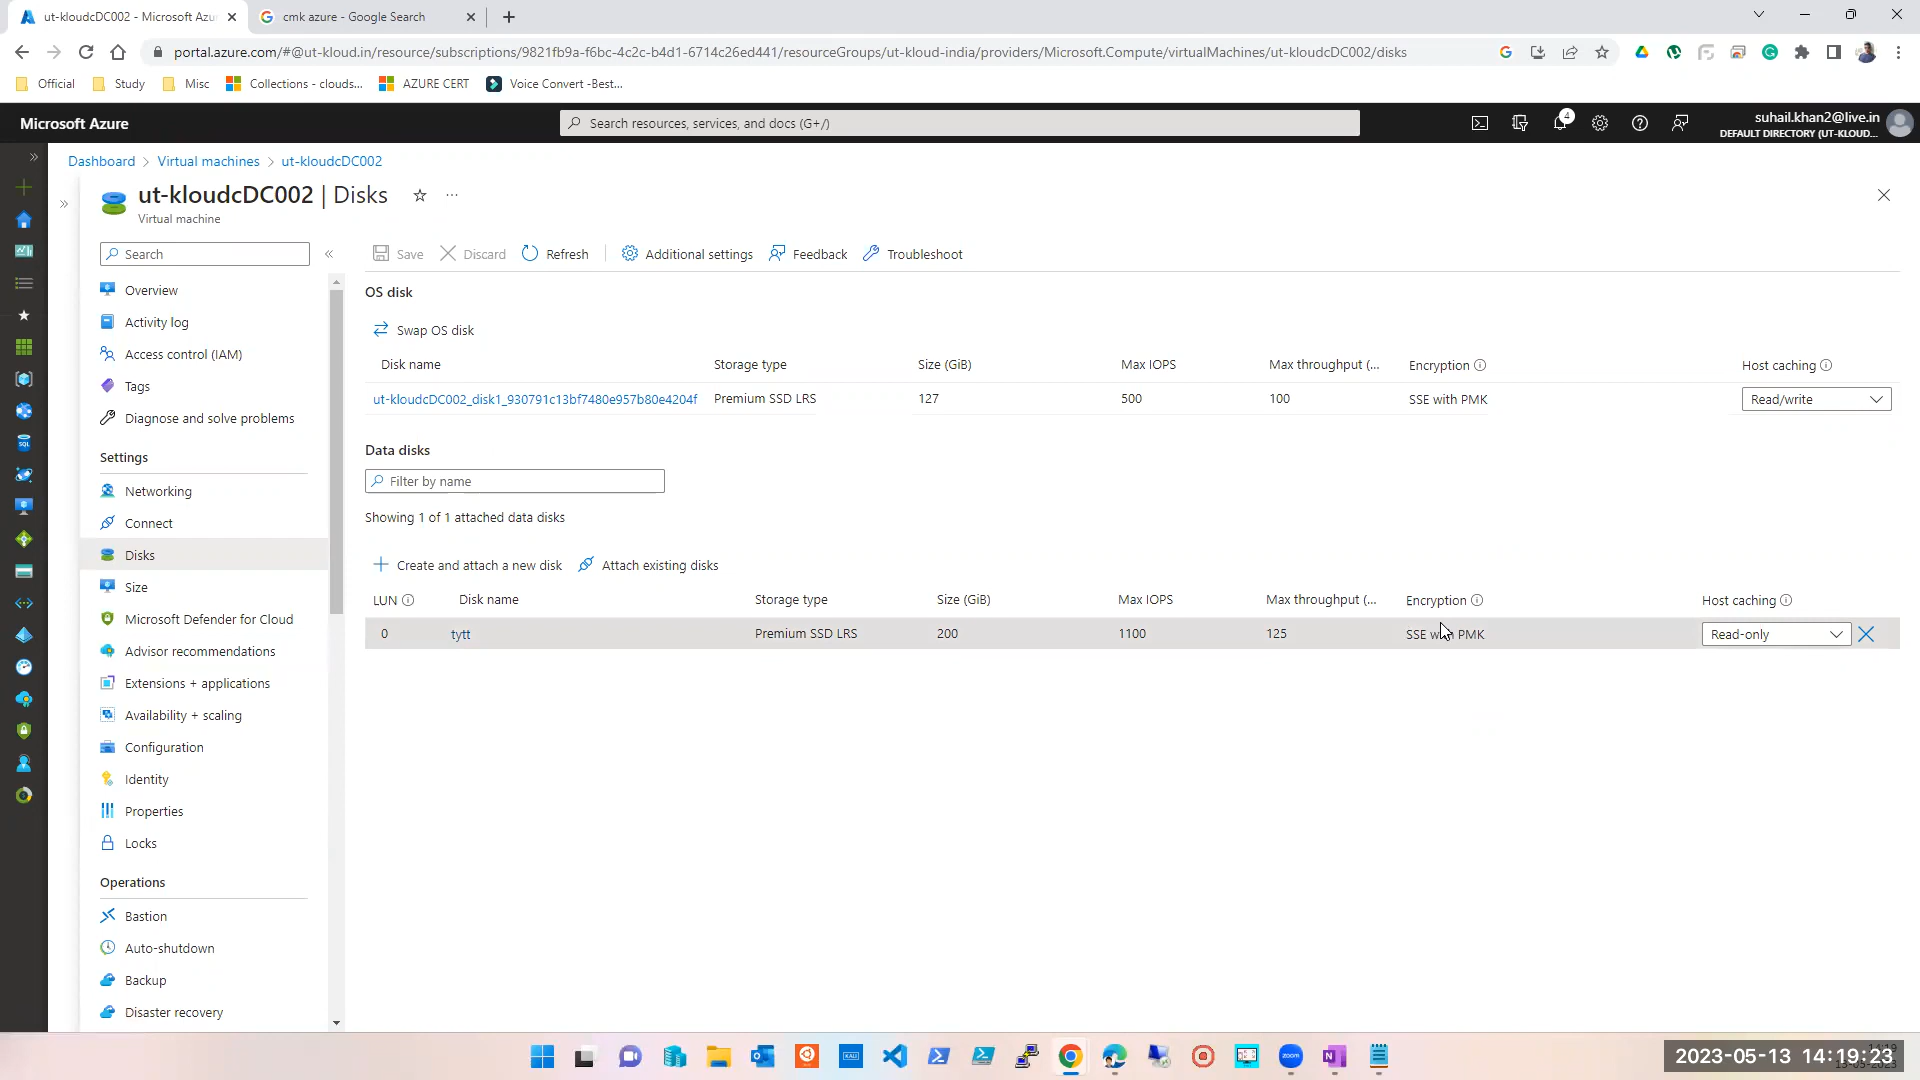 ut-kloudcDC002 - Microsoft Azu
cmk azure - Google Search
portal.azure.com/#@ut-kloud.in/resource/subscriptions/9821fb9a-f6bc-4c2c-b4d1-6714c26ed441/resourceGroups/ut-kloud-india/providers/Microsoft.Compute/virtualMachines/ut-kloudcDC002/disks
Official
Study
Misc
Collections - clouds...
AZURE CERT
Voice Convert -Best...
Microsoft Azure
Search resources, services, and docs (G+/)
4
suhail.khan2@live.in
DEFAULT DIRECTORY (UT-KLOUD...
Dashboard > Virtual machines > ut-kloudcDC002
ut-kloudcDC002 | Disks
Virtual machine
Search
Overview
Activity log
Access control (IAM)
Tags
Diagnose and solve problems
Settings
Networking
Connect
Disks
Size
Microsoft Defender for Cloud
Advisor recommendations
Extensions + applications
Availability + scaling
Configuration
Identity
Properties
Locks
Operations
Bastion
Auto-shutdown
Backup
Disaster recovery
Save
Discard
Refresh
Additional settings
Feedback
Troubleshoot
OS disk
Swap OS disk
Disk name Storage type Size (GiB) Max IOPS Max throughput (... Encryption Host caching
ut-kloudcDC002_disk1_930791c13bf7480e957b80e4204f Premium SSD LRS 127 500 100 SSE with PMK Read/write
Data disks
Filter by name
Showing 1 of 1 attached data disks
Create and attach a new disk
Attach existing disks
LUN Disk name Storage type Size (GiB) Max IOPS Max throughput (... Encryption Host caching
0 tytt Premium SSD LRS 200 1100 125 SSE with PMK Read-only
SQL
KALI
zoom
2023-05-13 14:19:23